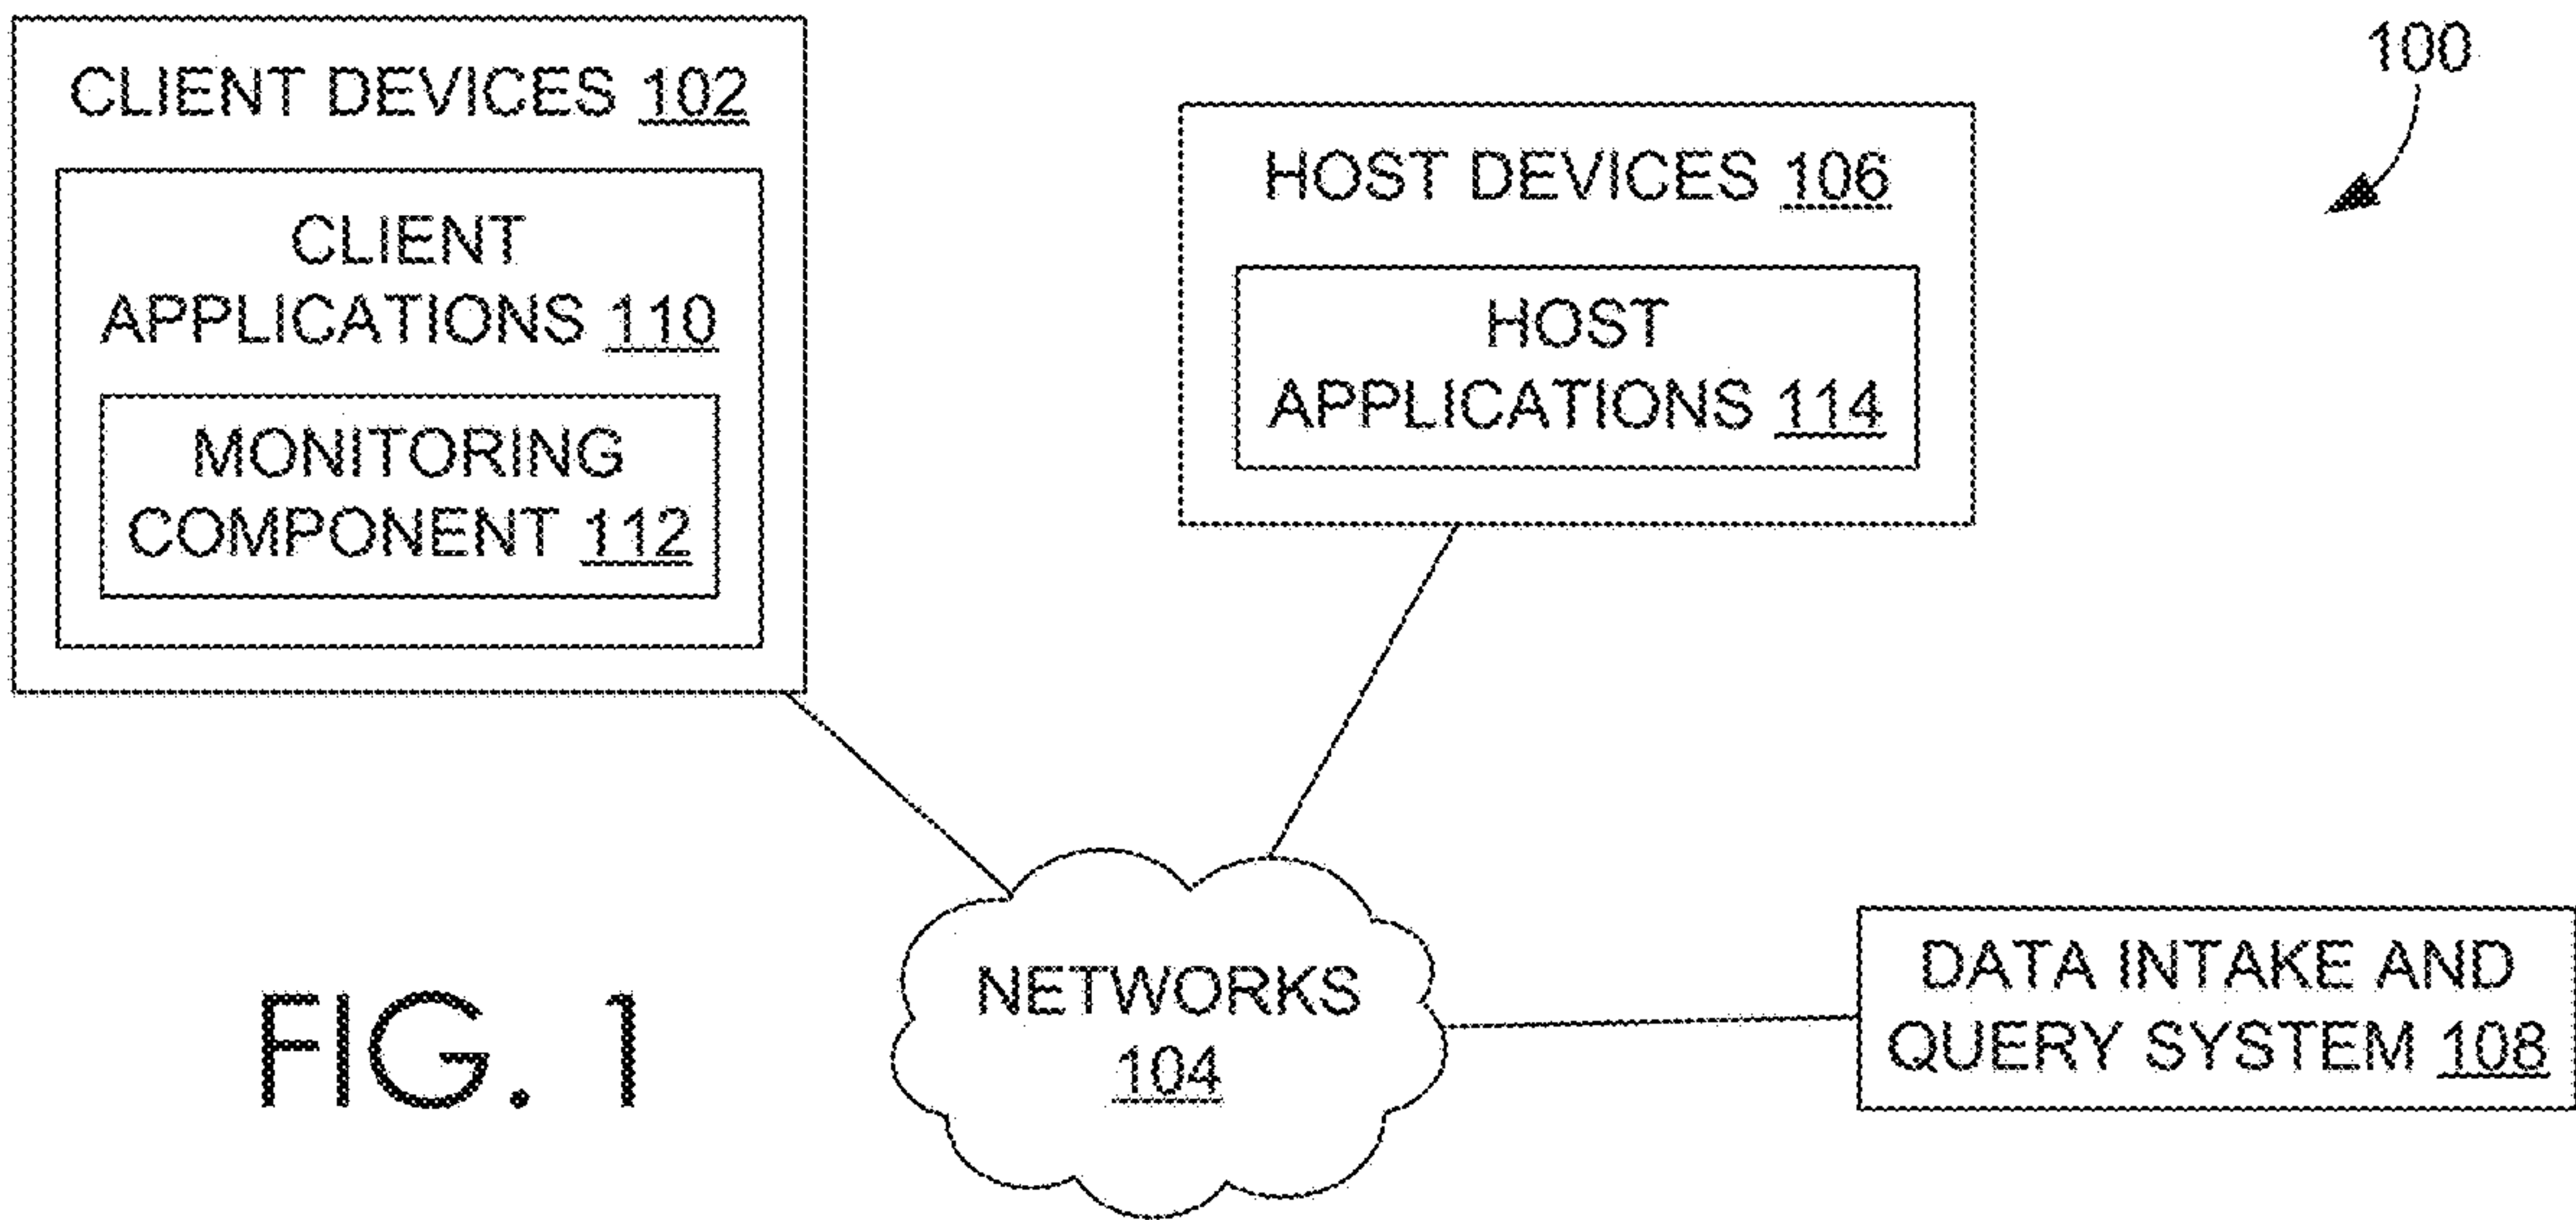 100
CLIENT DEVICES 102
CLIENT
APPLICATIONS 110
MONITORING
COMPONENT 112
HOST DEVICES 106
HOST
APPLICATIONS 114
NETWORKS
104
DATA INTAKE AND
QUERY SYSTEM 108
FIG. 1